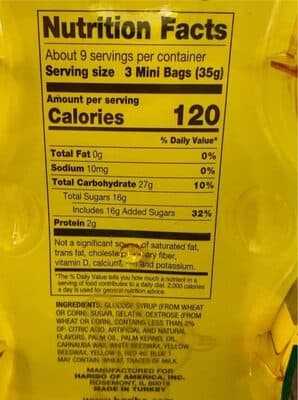 Nutrition Facts
About 9 servings per container
Serving size 3 Mini Bags (35g)
Amount per serving
Calories 120
% Daily Value*
Total Fat 0g 0%
Sodium 10mg 0%
Total Carbohydrate 27g 10%
Total Sugars 16g
Includes 16g Added Sugars 32%
Protein 2g
Not a significant of saturated fat,
trans fat, fiber,
vitamin D, calcium, and potassium.
*The % Daily Value tells you how much a nutrient in a
serving of food contributes to a daily diet. 2,000 calories
a day is used for general nutrition advice.
INGREDIENTS: GLUCOSE SYRUP (FROM WHEAT
OR CORN), SUGAR, GELATIN, DEXTROSE (FROM
WHEAT OR CORN), CONTAINS LESS THAN 2%
OF: CITRIC ACID, ARTIFICIAL AND NATURAL
FLAVORS, PALM OIL, PALM KERNEL OIL,
CARNAUBA WAX, WHITE BEESWAX, YELLOW
BEESWAX, YELLOW 5, RED 40, BLUE 1.
MAY CONTAIN: WHEAT, TRACES OF MILK.
MANUFACTURED FOR
HARIBO OF AMERICA, INC.
ROSEMONT, IL 60018
MADE IN TURKEY